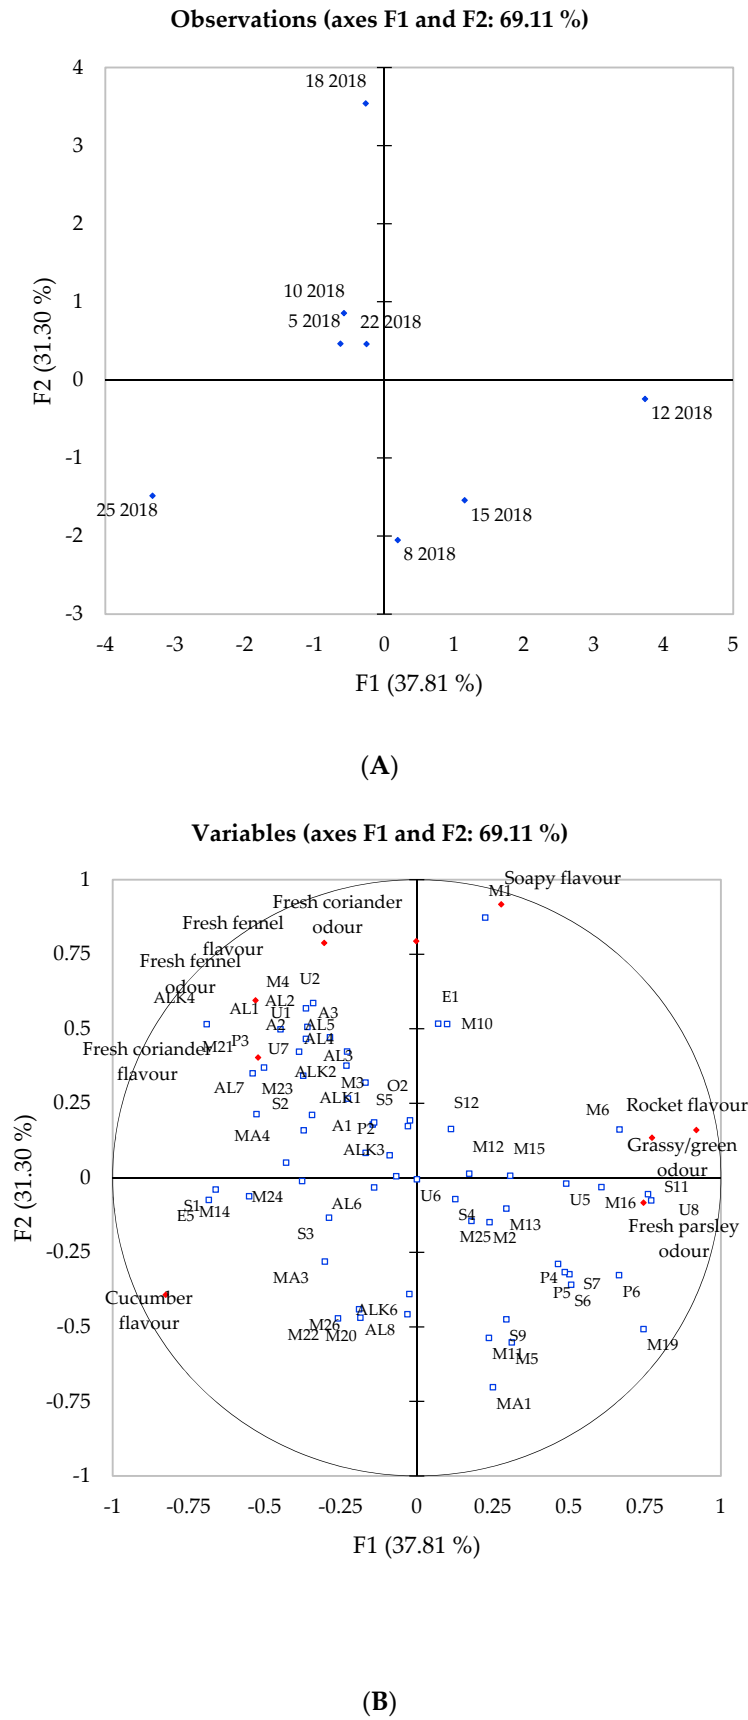 Observations (axes F1 and F2: 69.11 %)
4
18 2018
3
2
10 2018
1
5 2018 22 2018
F2 (31.30 %)
0
12 2018
-1
25 2018
15 2018
-2
8 2018
-3
-4 -3 -2 -1 0 1 2 3 4 5
F1 (37.81 %)
(A)
Variables (axes F1 and F2: 69.11 %)
1
Soapy flavour
M1
Fresh coriander
odour
Fresh fennel
flavour
0.75
Fresh fennel
odour
M4 U2
ALK4 AL1 AL2 E1
U1 A3
0.5
A2 AL5 M10
P3 AL4
Fresh coriander
flavour
M21 U7 AL3
ALK2
AL7 M23 M3 O2
0.25
S2 ALK1 S5 S12 M6 Rocket flavour
MA4 A1 P2 M12 M15 Grassy/green
odour
ALK3
F2 (31.30 %)
0
S11
S1 M14 M24 AL6 U6 U5 M16 U8
E5 S4 M13 Fresh parsley
odour
S3 M25 M2
-0.25
MA3 P4 S7
P5 P6
Cucumber
flavour
ALK6 S6
M26 AL8
-0.5
M22 M20 S9 M19
M11 M5
-0.75
MA1
-1
-1 -0.75 -0.5 -0.25 0 0.25 0.5 0.75 1
F1 (37.81 %)
(B)